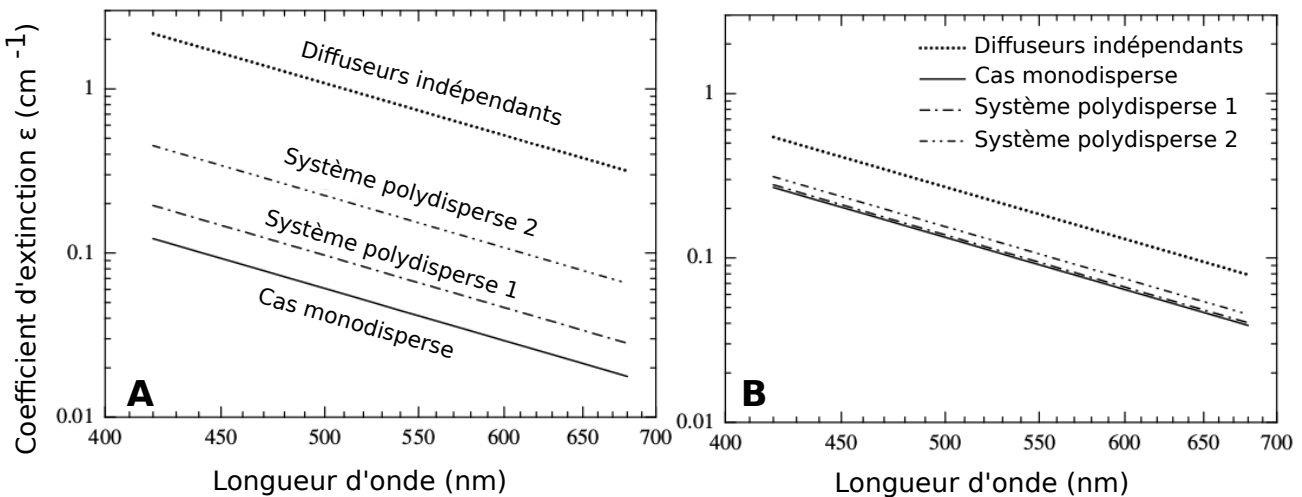 Coefficient d'extinction ε (cm⁻¹)
1
0.1
0.01
Diffuseurs indépendants
Système polydisperse 2
Système polydisperse 1
Cas monodisperse
A
400 450 500 550 600 650 700
Longueur d'onde (nm)
1
0.1
0.01
Diffuseurs indépendants
Cas monodisperse
Système polydisperse 1
Système polydisperse 2
B
400 450 500 550 600 650 700
Longueur d'onde (nm)